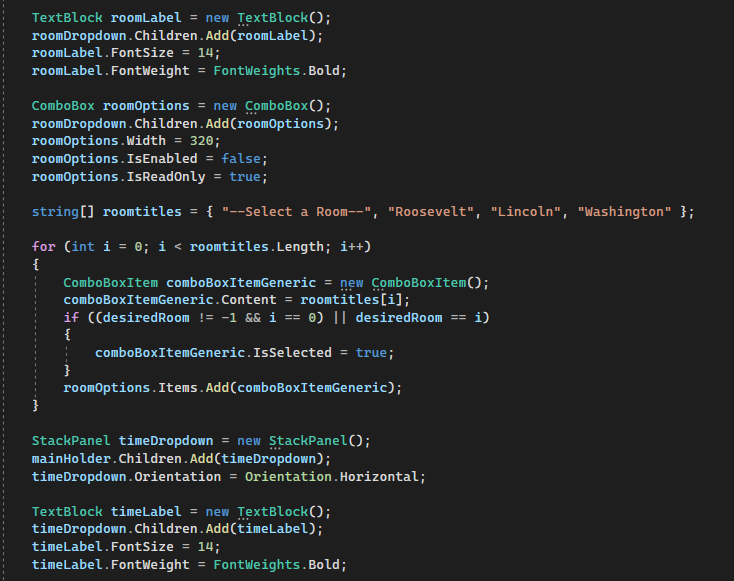 TextBlock roomLabel = new TextBlock();
roomDropdown.Children.Add(roomLabel);
roomLabel.FontSize = 14;
roomLabel.FontWeight = FontWeights.Bold;

ComboBox roomOptions = new ComboBox();
roomDropdown.Children.Add(roomOptions);
roomOptions.Width = 320;
roomOptions.IsEnabled = false;
roomOptions.IsReadOnly = true;

string[] roomtitles = { "--Select a Room--", "Roosevelt", "Lincoln", "Washington" };

for (int i = 0; i < roomtitles.Length; i++)
{
    ComboBoxItem comboBoxItemGeneric = new ComboBoxItem();
    comboBoxItemGeneric.Content = roomtitles[i];
    if ((desiredRoom != -1 && i == 0) || desiredRoom == i)
    {
        comboBoxItemGeneric.IsSelected = true;
    }
    roomOptions.Items.Add(comboBoxItemGeneric);
}

StackPanel timeDropdown = new StackPanel();
mainHolder.Children.Add(timeDropdown);
timeDropdown.Orientation = Orientation.Horizontal;

TextBlock timeLabel = new TextBlock();
timeDropdown.Children.Add(timeLabel);
timeLabel.FontSize = 14;
timeLabel.FontWeight = FontWeights.Bold;